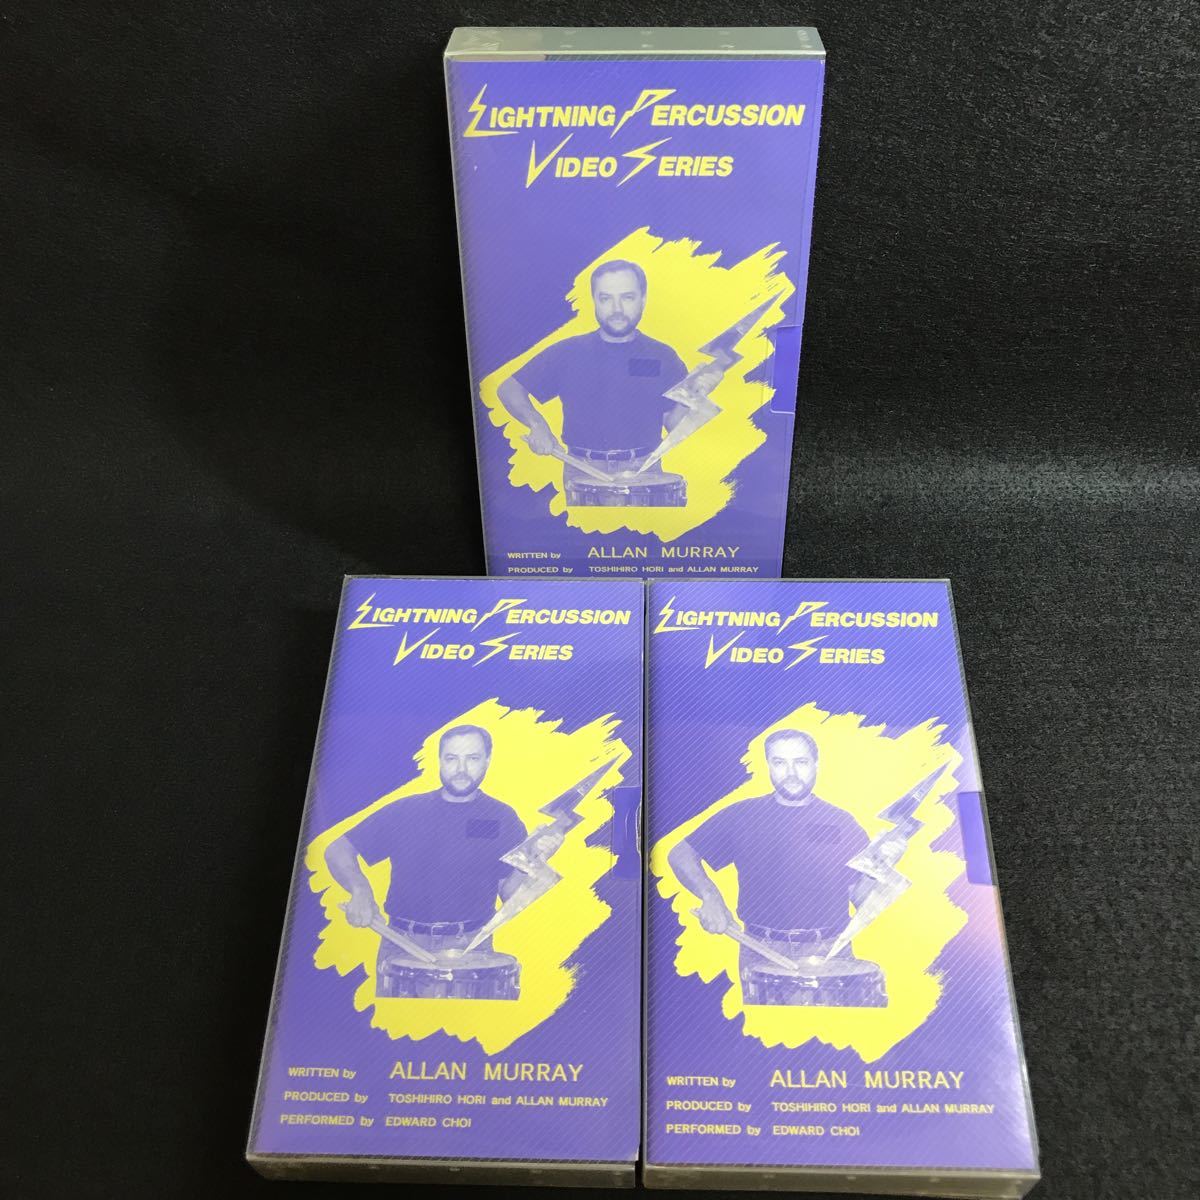 LIGHTNING PERCUSSION
VIDEO SERIES
WRITTEN by ALLAN MURRAY
PRODUCED by TOSHIHIRO HORI and ALLAN MURRAY
LIGHTNING PERCUSSION
VIDEO SERIES
WRITTEN by ALLAN MURRAY
PRODUCED by TOSHIHIRO HORI and ALLAN MURRAY
PERFORMED by EDWARD CHOI
LIGHTNING PERCUSSION
VIDEO SERIES
WRITTEN by ALLAN MURRAY
PRODUCED by TOSHIHIRO HORI and ALLAN MURRAY
PERFORMED by EDWARD CHOI